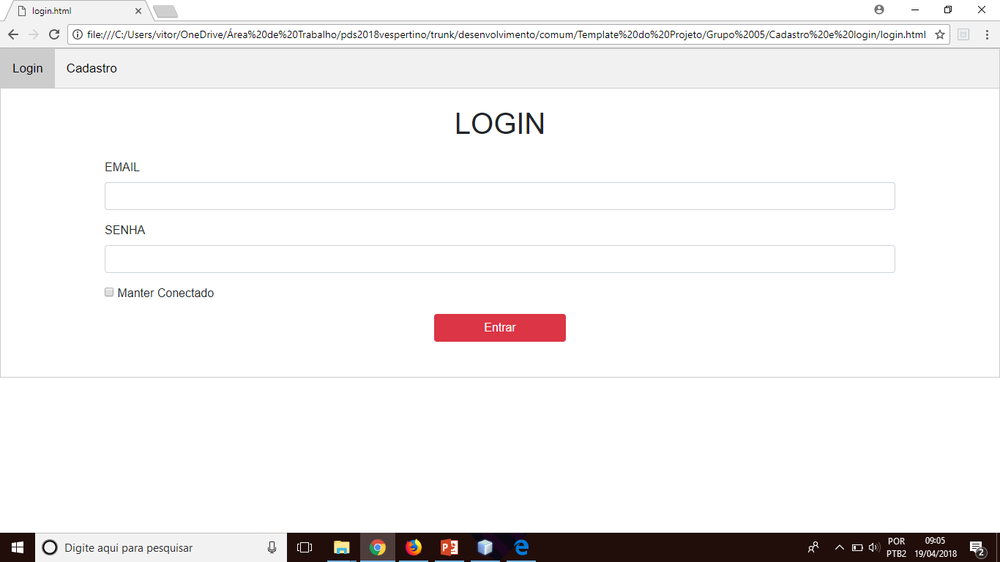 login.html
file:///C:/Users/vitor/OneDrive/Área%20de%20Trabalho/pds2018vespertino/trunk/desenvolvimento/comum/Template%20do%20Projeto/Grupo%2005/Cadastro%20e%20login/login.html
Login Cadastro
LOGIN
EMAIL
SENHA
Manter Conectado
Entrar
Digite aqui para pesquisar
POR
PTB2
09:05
19/04/2018
2